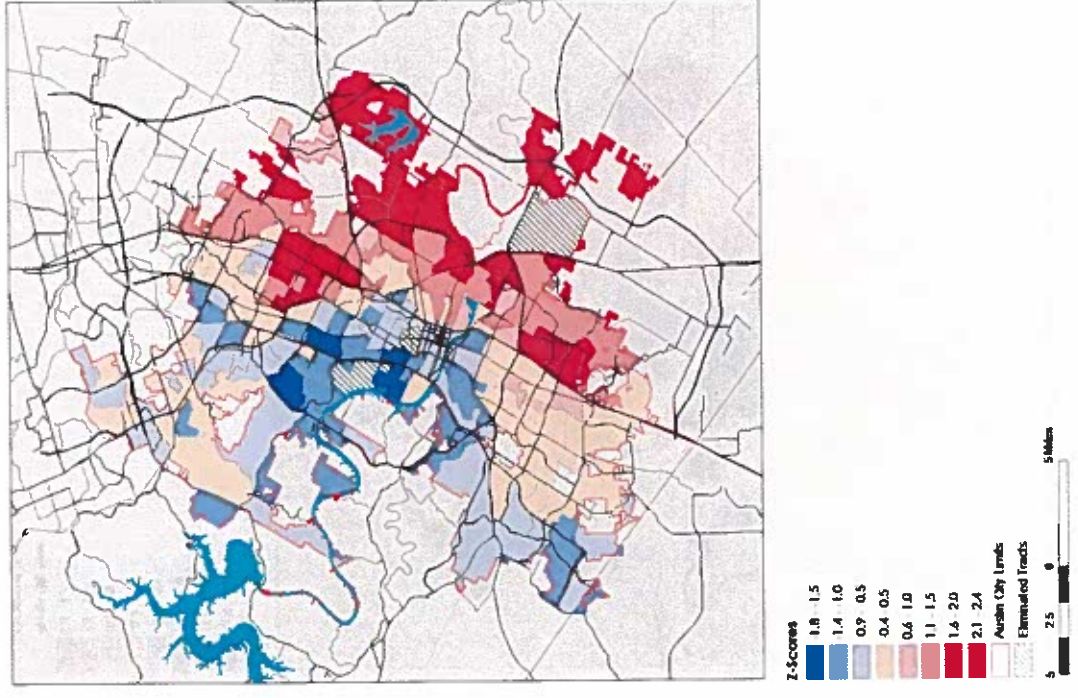 Z-Scores
1.8 - 1.5
1.4 - 1.0
0.9 - 0.5
0.4 - 0.5
0.6 - 1.0
1.1 - 1.5
1.6 - 2.0
2.1 - 2.4
Austin City Limits
Eliminated Tracts
5 2.5 0 5 Miles